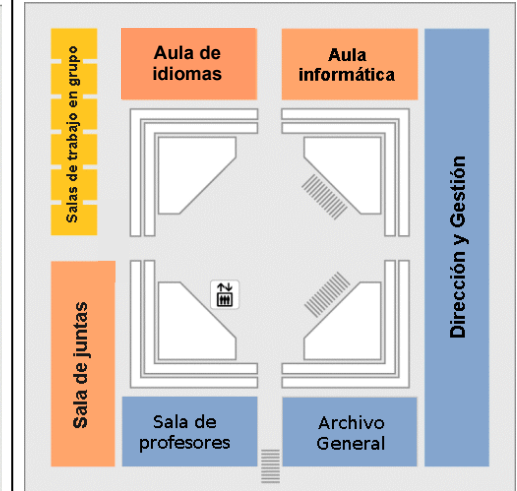 Salas de trabajo en grupo
Aula de
idiomas
Aula
informática
Dirección y Gestión
Sala de juntas
Sala de
profesores
Archivo
General